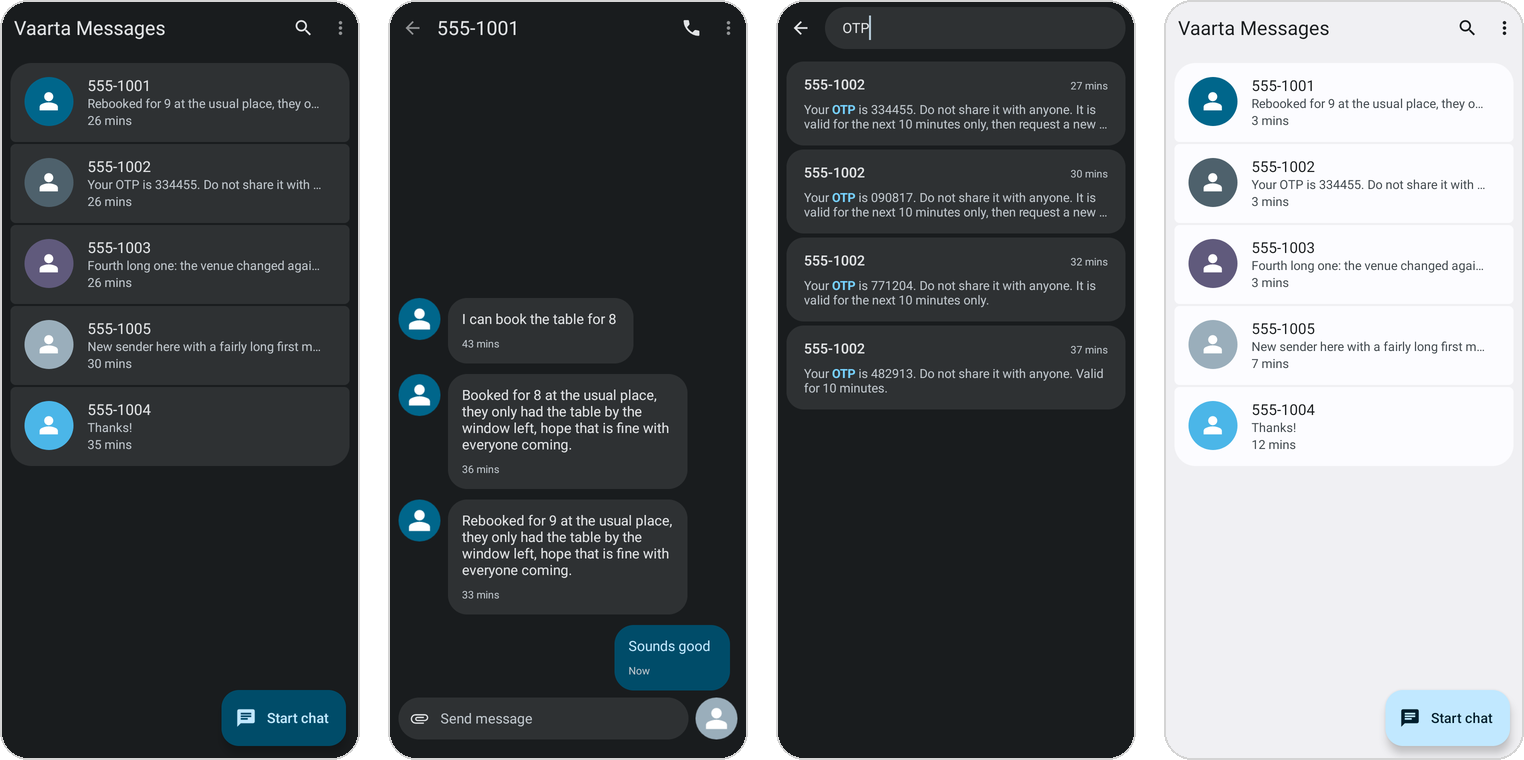 Vaarta Messages
555-1001
Rebooked for 9 at the usual place, they o...
26 mins
555-1002
Your OTP is 334455. Do not share it with ...
26 mins
555-1003
Fourth long one: the venue changed agai...
26 mins
555-1005
New sender here with a fairly long first m...
30 mins
555-1004
Thanks!
35 mins
Start chat
555-1001
I can book the table for 8
43 mins
Booked for 8 at the usual place,
they only had the table by the
window left, hope that is fine with
everyone coming.
36 mins
Rebooked for 9 at the usual place,
they only had the table by the
window left, hope that is fine with
everyone coming.
33 mins
Sounds good
Now
Send message
OTP
555-1002
27 mins
Your OTP is 334455. Do not share it with anyone. It is
valid for the next 10 minutes only, then request a new ...
555-1002
30 mins
Your OTP is 090817. Do not share it with anyone. It is
valid for the next 10 minutes only, then request a new ...
555-1002
32 mins
Your OTP is 771204. Do not share it with anyone. It is
valid for the next 10 minutes only.
555-1002
37 mins
Your OTP is 482913. Do not share it with anyone. Valid
for 10 minutes.
Vaarta Messages
555-1001
Rebooked for 9 at the usual place, they o...
3 mins
555-1002
Your OTP is 334455. Do not share it with ...
3 mins
555-1003
Fourth long one: the venue changed agai...
3 mins
555-1005
New sender here with a fairly long first m...
7 mins
555-1004
Thanks!
12 mins
Start chat